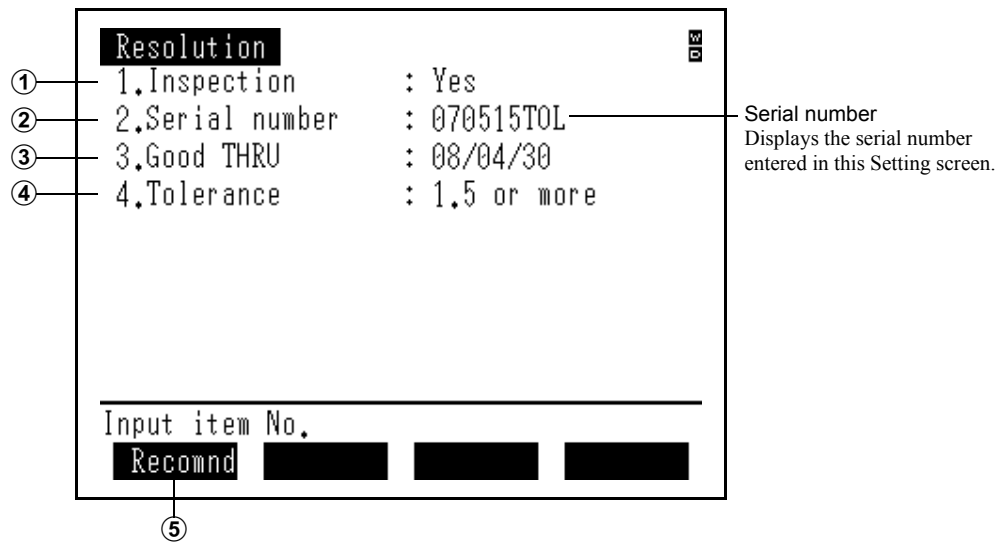 Resolution
W
D
① 1.Inspection : Yes
② 2.Serial number : 070515TOL
③ 3.Good THRU : 08/04/30
④ 4.Tolerance : 1.5 or more
Serial number
Displays the serial number
entered in this Setting screen.
Input item No.
Recomnd
⑤